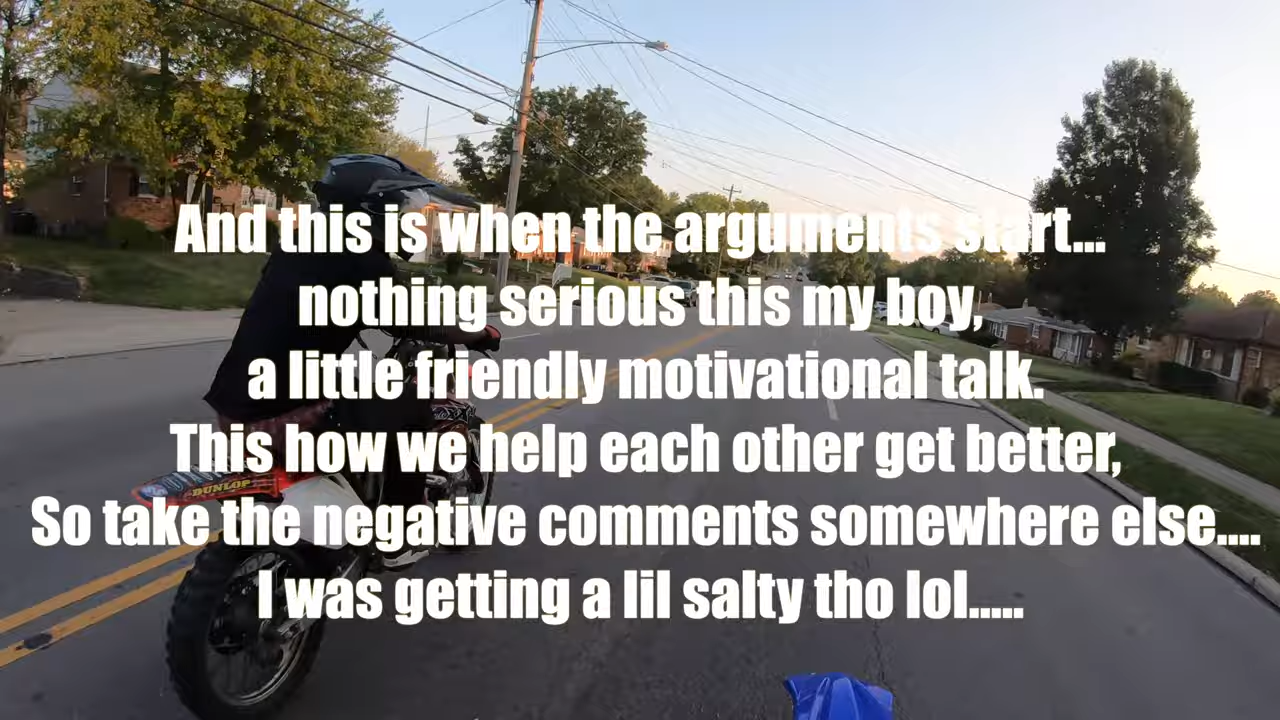 And this is when the arguments start...
nothing serious this my boy,
a little friendly motivational talk.
This how we help each other get better,
So take the negative comments somewhere else....
I was getting a lil salty tho lol.....
DUNLOP